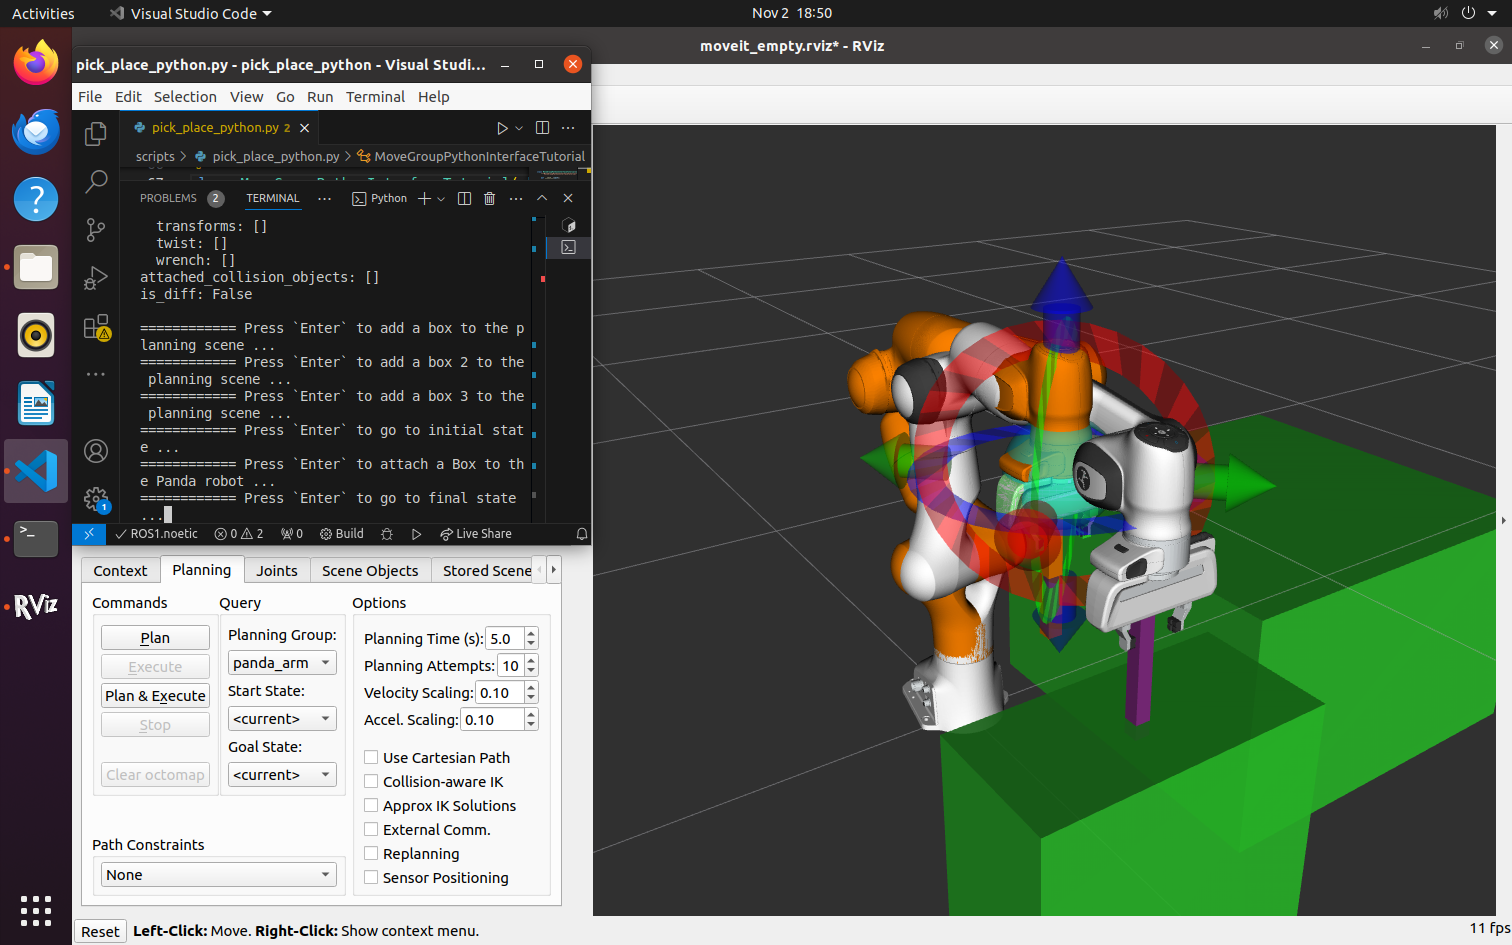 Activities
Visual Studio Code
Nov 2 18:50
moveit_empty.rviz* - RViz
pick_place_python.py - pick_place_python - Visual Studi...
File Edit Selection View Go Run Terminal Help
pick_place_python.py 2
scripts > pick_place_python.py > MoveGroupPythonInterfaceTutorial
PROBLEMS 2 TERMINAL ... Python
transforms: []
twist: []
wrench: []
attached_collision_objects: []
is_diff: False
============ Press `Enter` to add a box to the p
lanning scene ...
============ Press `Enter` to add a box 2 to the
planning scene ...
============ Press `Enter` to add a box 3 to the
planning scene ...
============ Press `Enter` to go to initial stat
e ...
============ Press `Enter` to attach a Box to th
e Panda robot ...
============ Press `Enter` to go to final state
...
ROS1.noetic 0 2 0 Build Live Share
Context Planning Joints Scene Objects Stored Scene
Commands
Plan
Execute
Plan & Execute
Stop
Clear octomap
Query
Planning Group:
panda_arm
Start State:
<current>
Goal State:
<current>
Options
Planning Time (s): 5.0
Planning Attempts: 10
Velocity Scaling: 0.10
Accel. Scaling: 0.10
Use Cartesian Path
Collision-aware IK
Approx IK Solutions
External Comm.
Replanning
Sensor Positioning
Path Constraints
None
RViz
Reset
Left-Click: Move. Right-Click: Show context menu.
11 fps